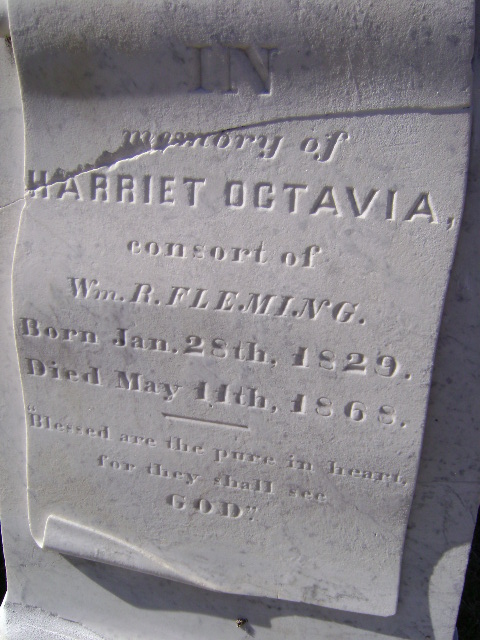 IN
memory of
HARRIET OCTAVIA,
consort of
Wm. R. FLEMING.
Born Jan. 28th, 1829.
Died May 11th, 1868.
"Blessed are the pure in heart,
for they shall see
GOD".